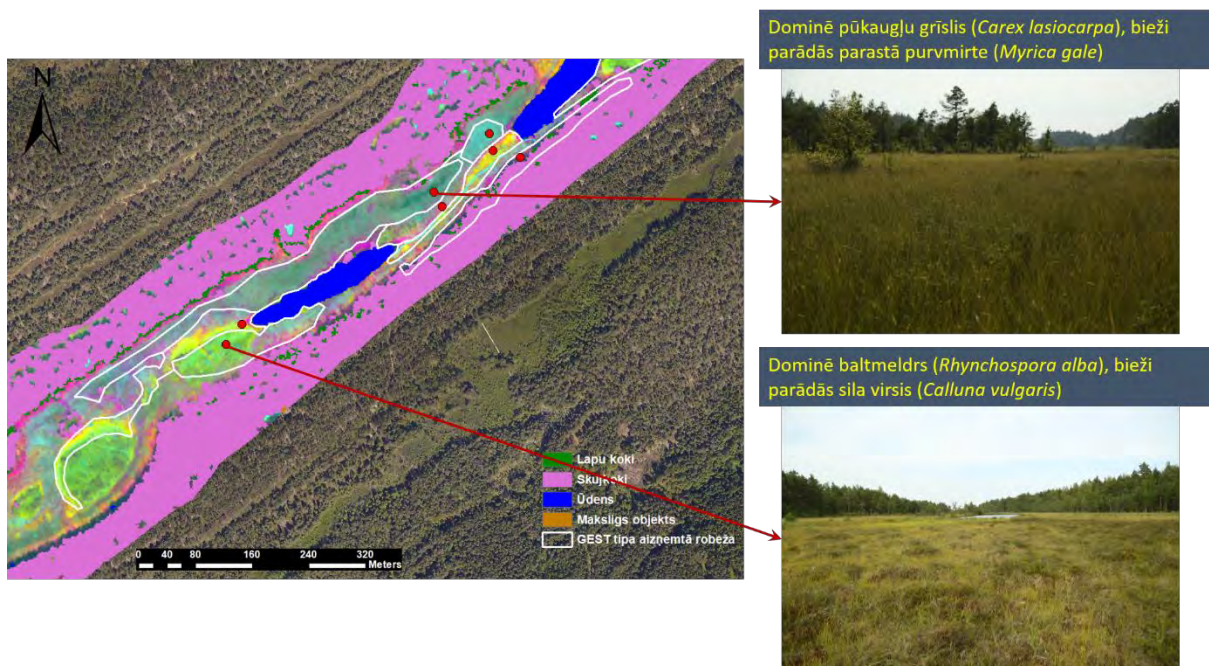 Dominē pūkaugļu grīslis (Carex lasiocarpa), bieži
parādās parastā purvmirte (Myrica gale)
N
Dominē baltmeldrs (Rhynchospora alba), bieži
parādās sila virsis (Calluna vulgaris)
Lapu koki
Skujkoki
Ūdens
Maksligs objekts
GEST tipa aizņemtā robeža
0 40 80 160 240 320
Meters